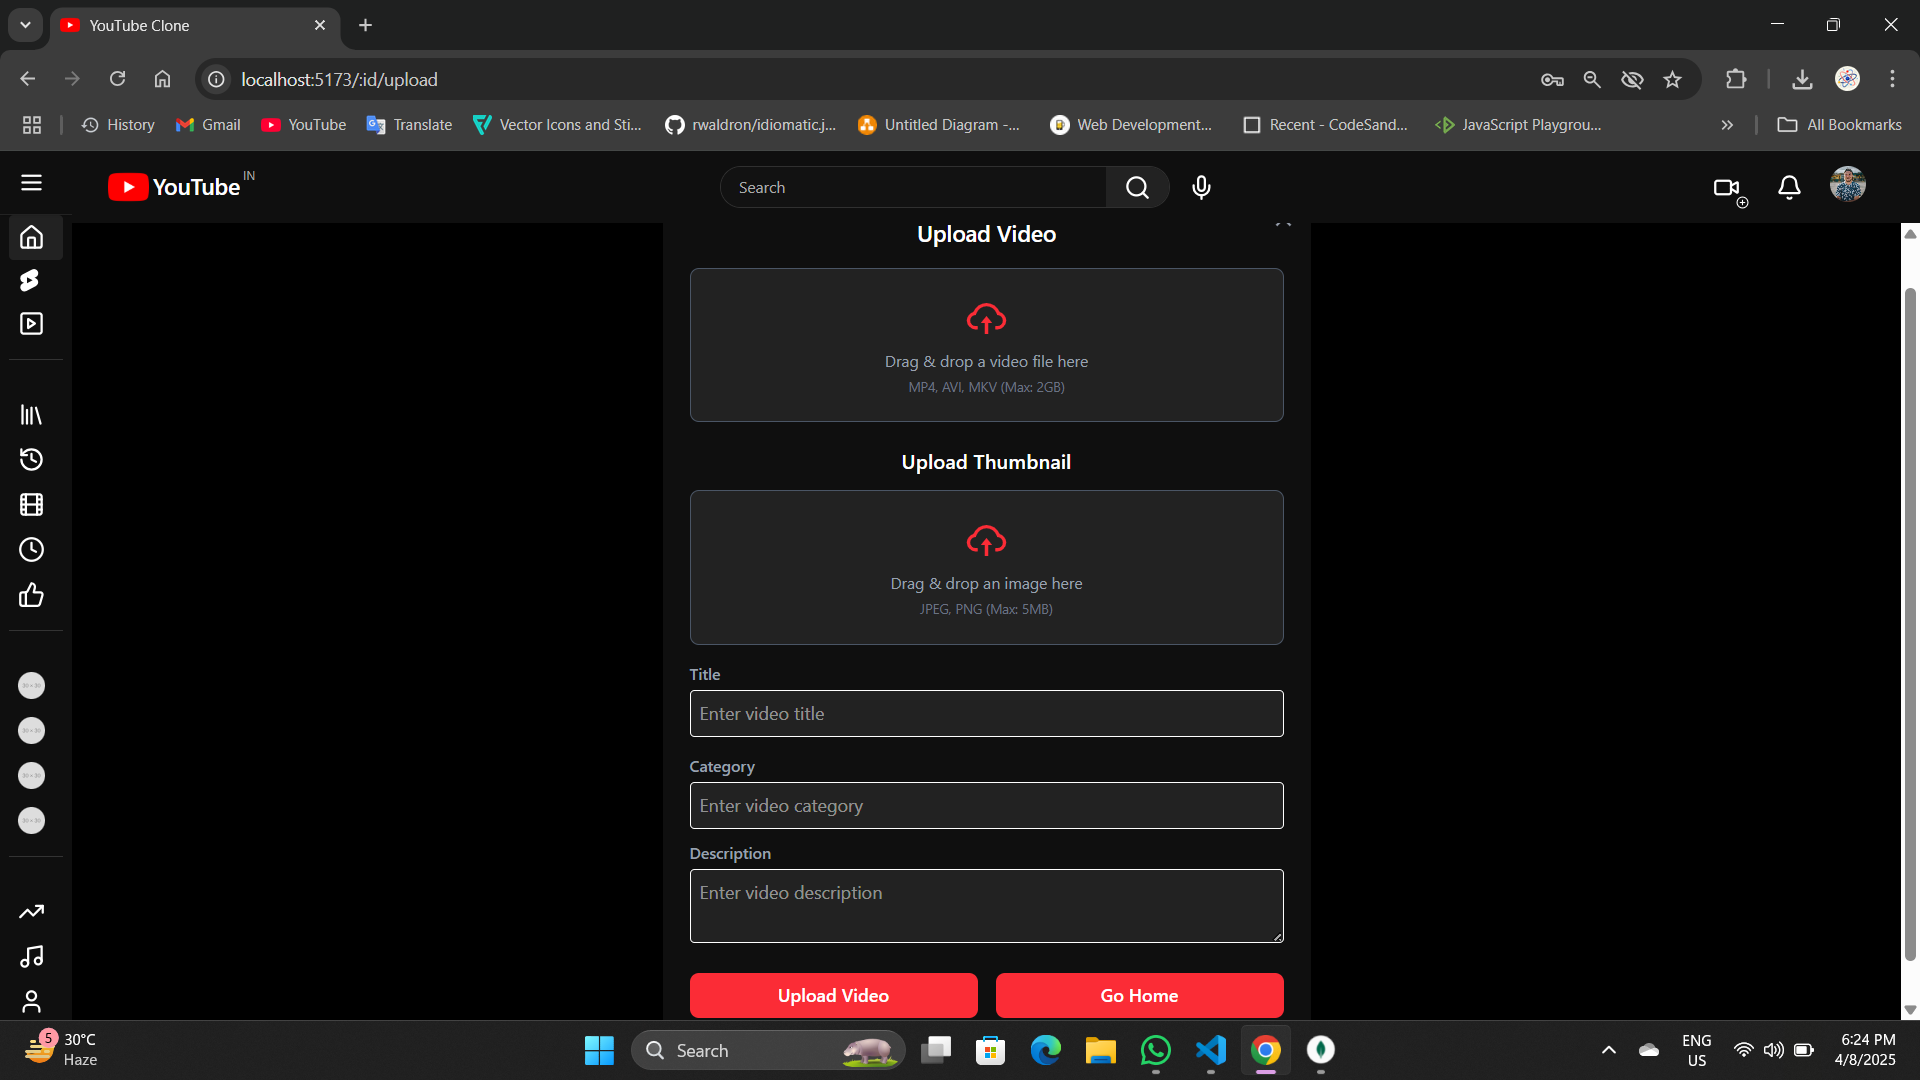 YouTube Clone
localhost:5173/:id/upload
History
Gmail
YouTube
Translate
Vector Icons and Sti...
rwaldron/idiomatic.j...
Untitled Diagram -...
Web Development...
Recent - CodeSand...
JavaScript Playgrou...
All Bookmarks
YouTube IN
Search
Upload Video
Drag & drop a video file here
MP4, AVI, MKV (Max: 2GB)
Upload Thumbnail
Drag & drop an image here
JPEG, PNG (Max: 5MB)
Title
Enter video title
Category
Enter video category
Description
Enter video description
Upload Video
Go Home
5
30°C
Haze
Search
ENG
US
6:24 PM
4/8/2025